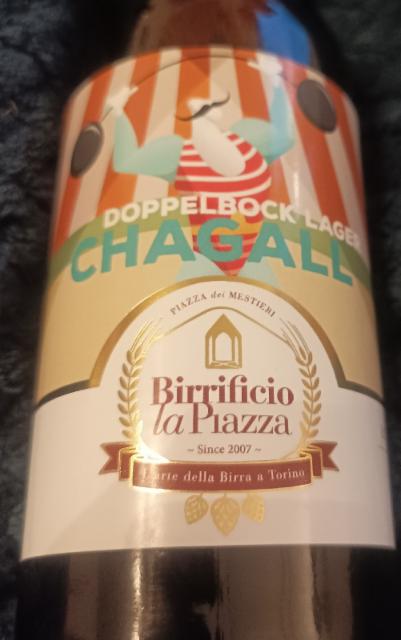 DOPPELBOCK LAGER
CHAGALL
PIAZZA dei MESTIERI
Birrificio
la Piazza
~ Since 2007 ~
L'arte della Birra a Torino